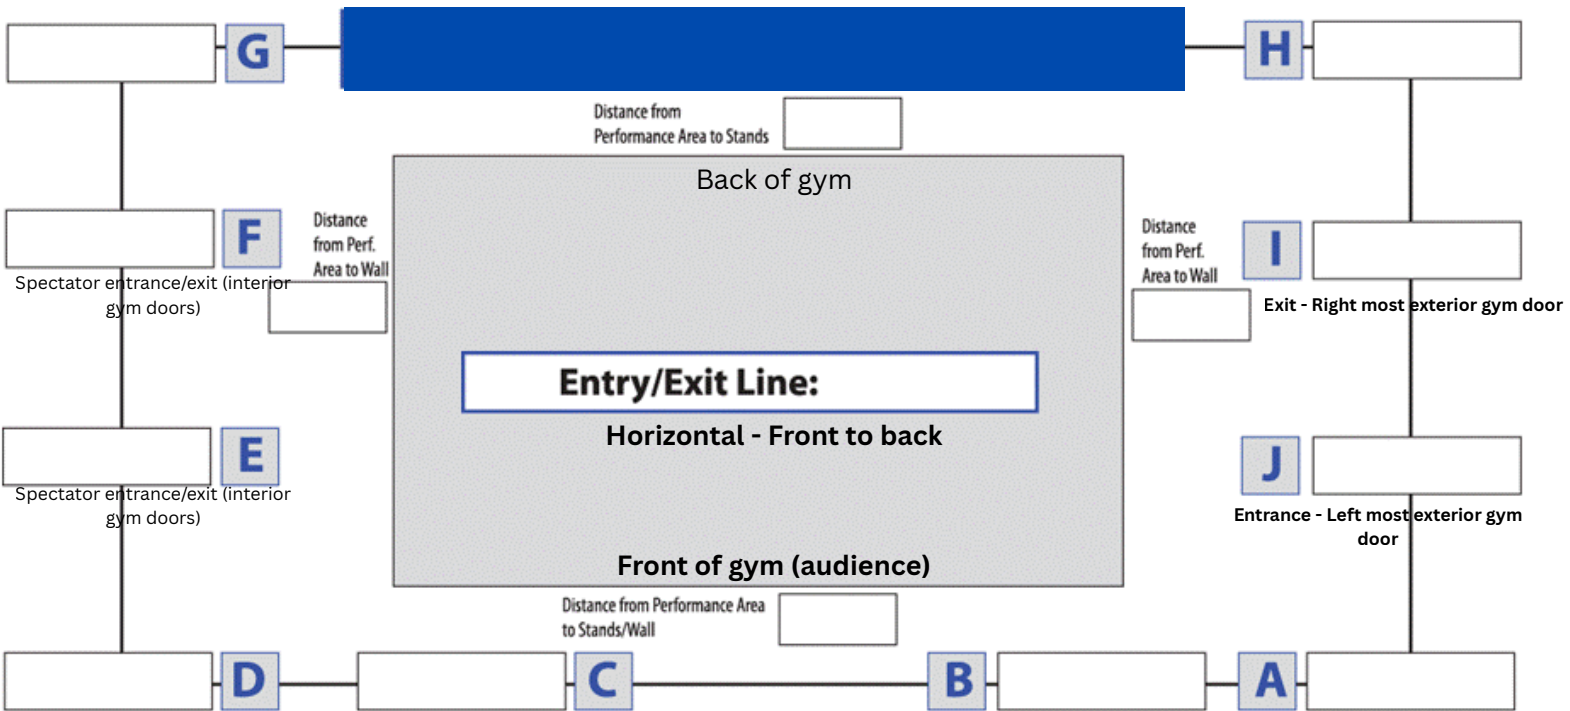 G
H
Distance from
Performance Area to Stands
Back of gym
F
Distance
from Perf.
Area to Wall
Distance
from Perf.
Area to Wall
I
Spectator entrance/exit (interior
gym doors)
Exit - Right most exterior gym door
Entry/Exit Line:
Horizontal - Front to back
E
J
Spectator entrance/exit (interior
gym doors)
Entrance - Left most exterior gym
door
Front of gym (audience)
Distance from Performance Area
to Stands/Wall
D
C
B
A